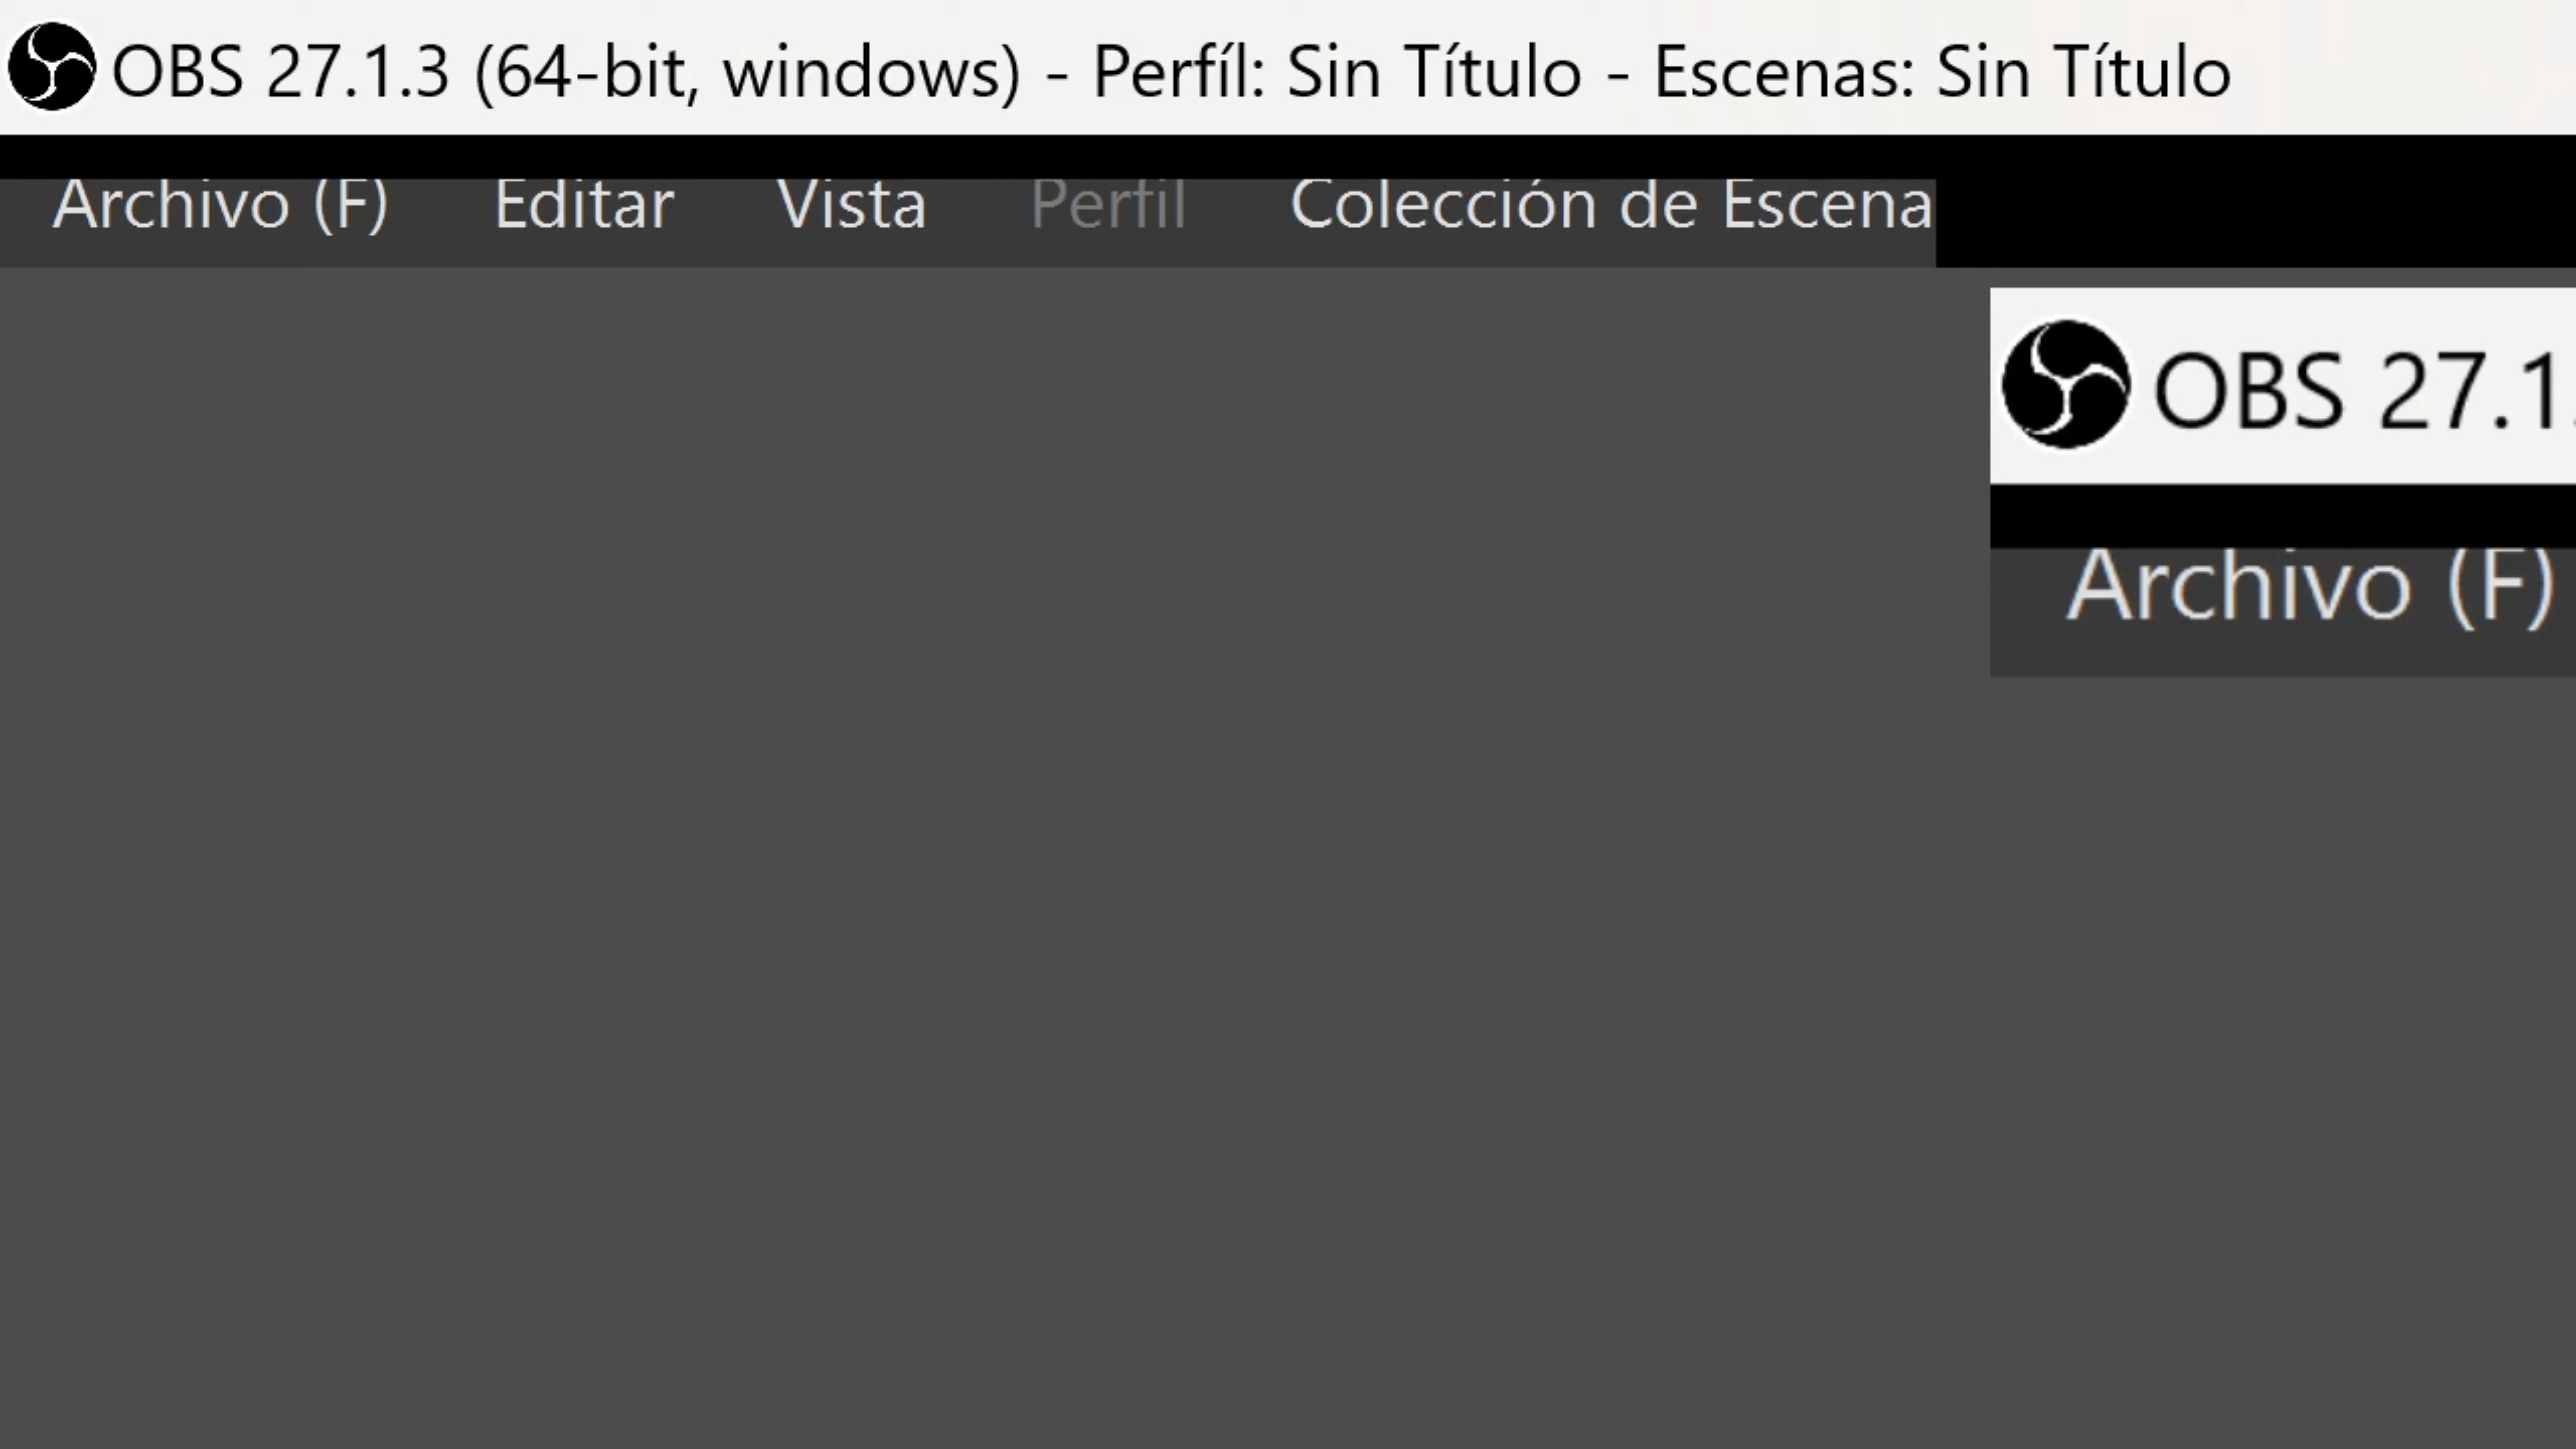 OBS 27.1.3 (64-bit, windows) - Perfíl: Sin Título - Escenas: Sin Título
Archivo (F) Editar Vista Perfil Colección de Escena
OBS 27.1
Archivo (F)